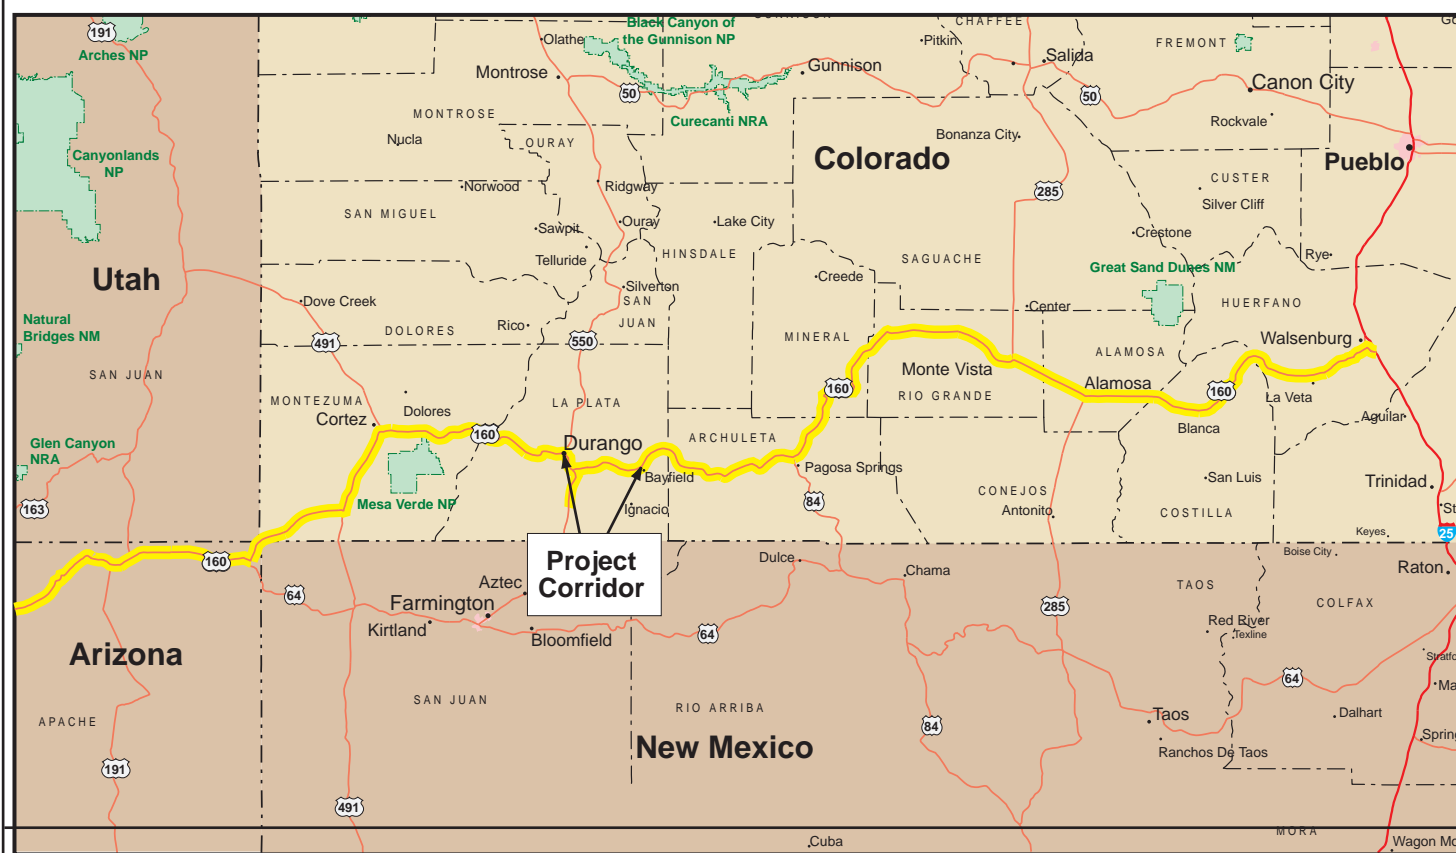 GUNNISON
CHAFFEE
191
Arches NP
Olathe
Black Canyon of
the Gunnison NP
Pitkin
Salida
FREMONT
Montrose
Gunnison
50
50
Canon City
MONTROSE
Curecanti NRA
Rockvale
Nucla
OURAY
Bonanza City
Canyonlands
NP
Colorado
Pueblo
Norwood
Ridgway
285
CUSTER
Silver Cliff
SAN MIGUEL
Sawpit
Ouray
Lake City
Crestone
Telluride
HINSDALE
SAGUACHE
Rye
Utah
Creede
Great Sand Dunes NM
Dove Creek
Silverton
SAN
JUAN
Center
HUERFANO
Natural
Bridges NM
Rico
DOLORES
MINERAL
491
550
Walsenburg
SAN JUAN
ALAMOSA
Monte Vista
Alamosa
160
160
MONTEZUMA
Dolores
LA PLATA
RIO GRANDE
La Veta
Cortez
Aguilar
160
Blanca
Glen Canyon
NRA
Durango
ARCHULETA
Bayfield
Pagosa Springs
San Luis
Trinidad
Mesa Verde NP
163
Ignacio
84
CONEJOS
Antonito
COSTILLA
St
Keyes
25
Project
Corridor
160
Dulce
Boise City
Raton
Chama
Aztec
TAOS
64
Farmington
285
COLFAX
Kirtland
Bloomfield
64
Red River
Texline
Arizona
64
Ma
SAN JUAN
RIO ARRIBA
APACHE
84
Taos
Dalhart
New Mexico
Spring
Ranchos De Taos
191
491
MORA
Cuba
Wagon Mo